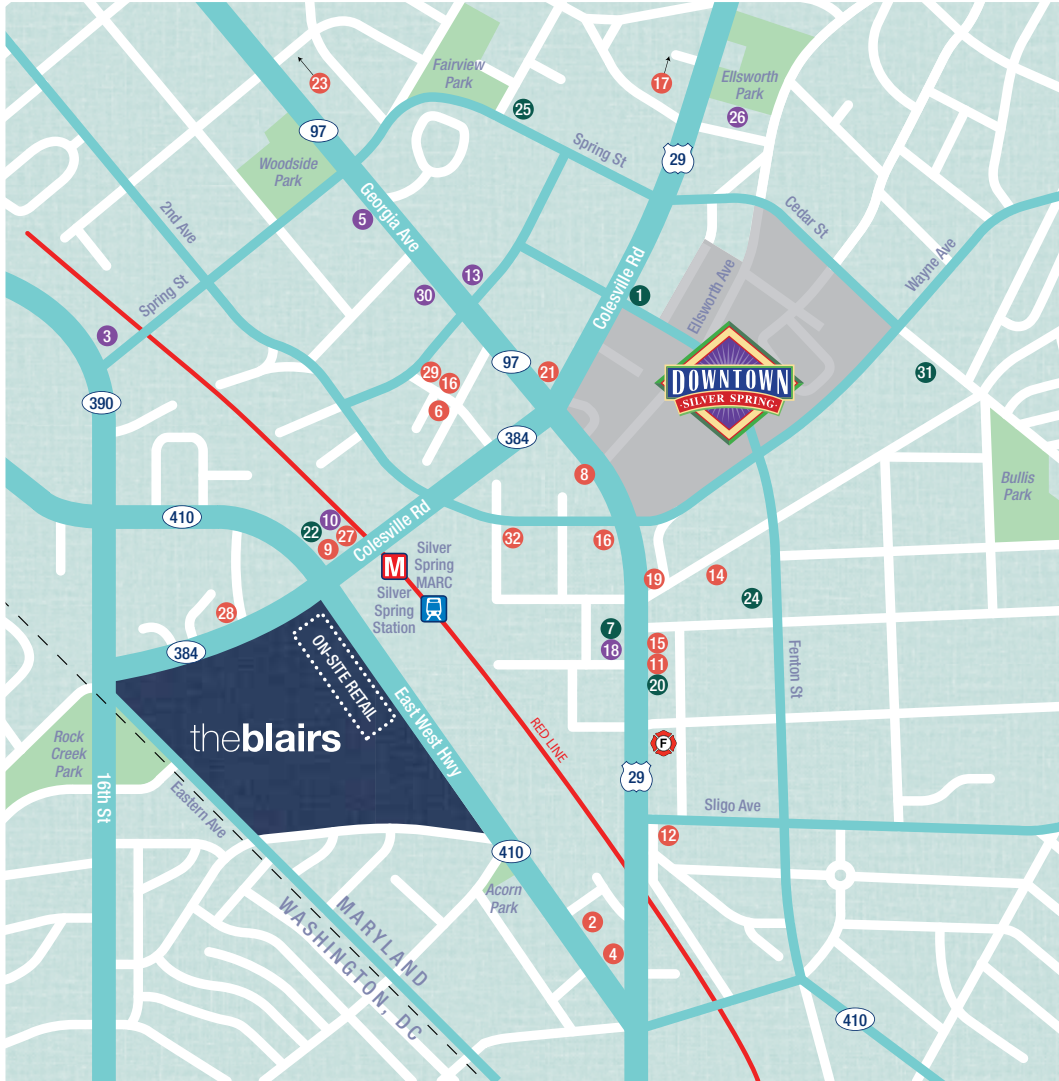 Fairview
Park
23
17
Ellsworth
Park
25
26
97
Spring St
29
Woodside
Park
2nd Ave
Georgia Ave
Cedar St
5
Wayne Ave
Spring St
13
30
1
Colesville Rd
Ellsworth Ave
3
97
21
29
16
6
DOWNTOWN
·SILVER SPRING·
31
390
384
8
Bullis
Park
410
10
22
27
9
Colesville Rd
32
16
M
Silver
Spring
MARC
Silver
Spring
Station
19
14
24
28
7
18
15
11
20
384
ON-SITE RETAIL
East West Hwy
Fenton St
theblairs
RED LINE
F
Rock
Creek
Park
16th St
Eastern Ave
29
Sligo Ave
12
410
Acorn
Park
MARYLAND
WASHINGTON, DC
2
4
410